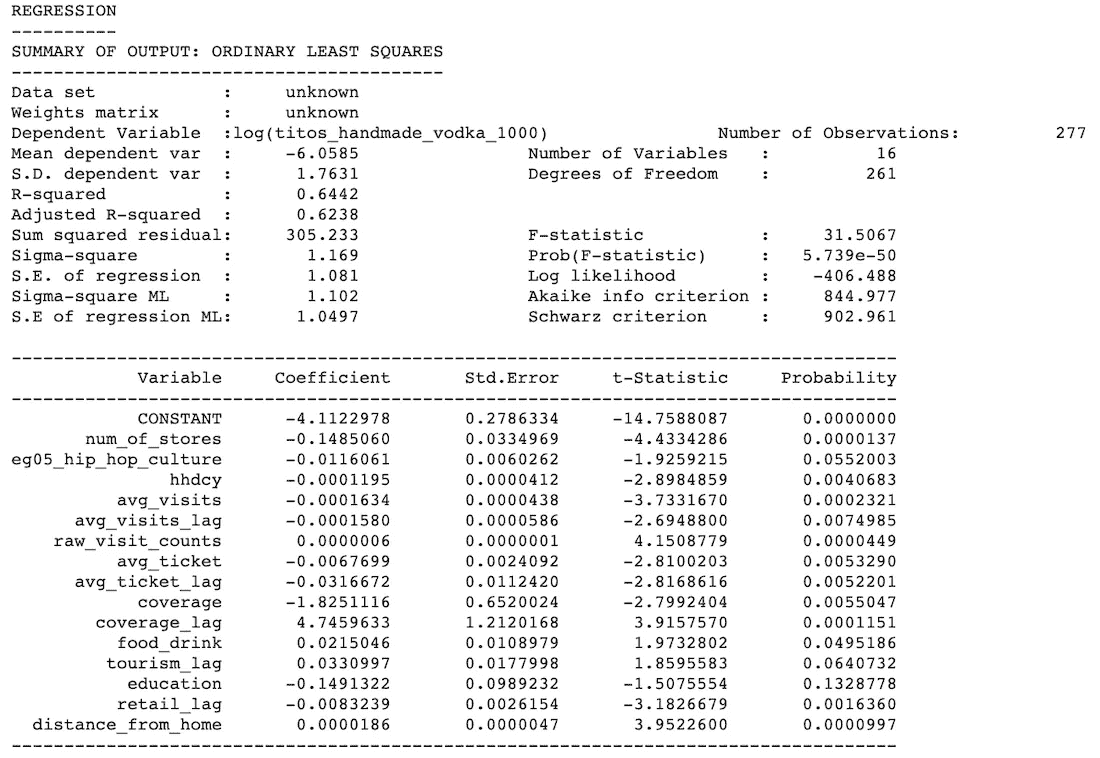 REGRESSION
----------
SUMMARY OF OUTPUT: ORDINARY LEAST SQUARES
-----------------------------------------
Data set            :     unknown
Weights matrix      :     unknown
Dependent Variable  :log(titos_handmade_vodka_1000)                Number of Observations:         277
Mean dependent var  :     -6.0585                Number of Variables   :          16
S.D. dependent var  :      1.7631                Degrees of Freedom    :         261
R-squared           :      0.6442
Adjusted R-squared  :      0.6238
Sum squared residual:     305.233                F-statistic           :     31.5067
Sigma-square        :       1.169                Prob(F-statistic)     :   5.739e-50
S.E. of regression  :       1.081                Log likelihood        :    -406.488
Sigma-square ML     :       1.102                Akaike info criterion :     844.977
S.E of regression ML:      1.0497                Schwarz criterion     :     902.961
------------------------------------------------------------------------------------
            Variable     Coefficient       Std.Error     t-Statistic     Probability
------------------------------------------------------------------------------------
            CONSTANT      -4.1122978       0.2786334     -14.7588087       0.0000000
       num_of_stores      -0.1485060       0.0334969      -4.4334286       0.0000137
eg05_hip_hop_culture      -0.0116061       0.0060262      -1.9259215       0.0552003
               hhdcy      -0.0001195       0.0000412      -2.8984859       0.0040683
          avg_visits      -0.0001634       0.0000438      -3.7331670       0.0002321
      avg_visits_lag      -0.0001580       0.0000586      -2.6948800       0.0074985
    raw_visit_counts       0.0000006       0.0000001       4.1508779       0.0000449
          avg_ticket      -0.0067699       0.0024092      -2.8100203       0.0053290
      avg_ticket_lag      -0.0316672       0.0112420      -2.8168616       0.0052201
            coverage      -1.8251116       0.6520024      -2.7992404       0.0055047
        coverage_lag       4.7459633       1.2120168       3.9157570       0.0001151
          food_drink       0.0215046       0.0108979       1.9732802       0.0495186
         tourism_lag       0.0330997       0.0177998       1.8595583       0.0640732
           education      -0.1491322       0.0989232      -1.5075554       0.1328778
          retail_lag      -0.0083239       0.0026154      -3.1826679       0.0016360
  distance_from_home       0.0000186       0.0000047       3.9522600       0.0000997
------------------------------------------------------------------------------------